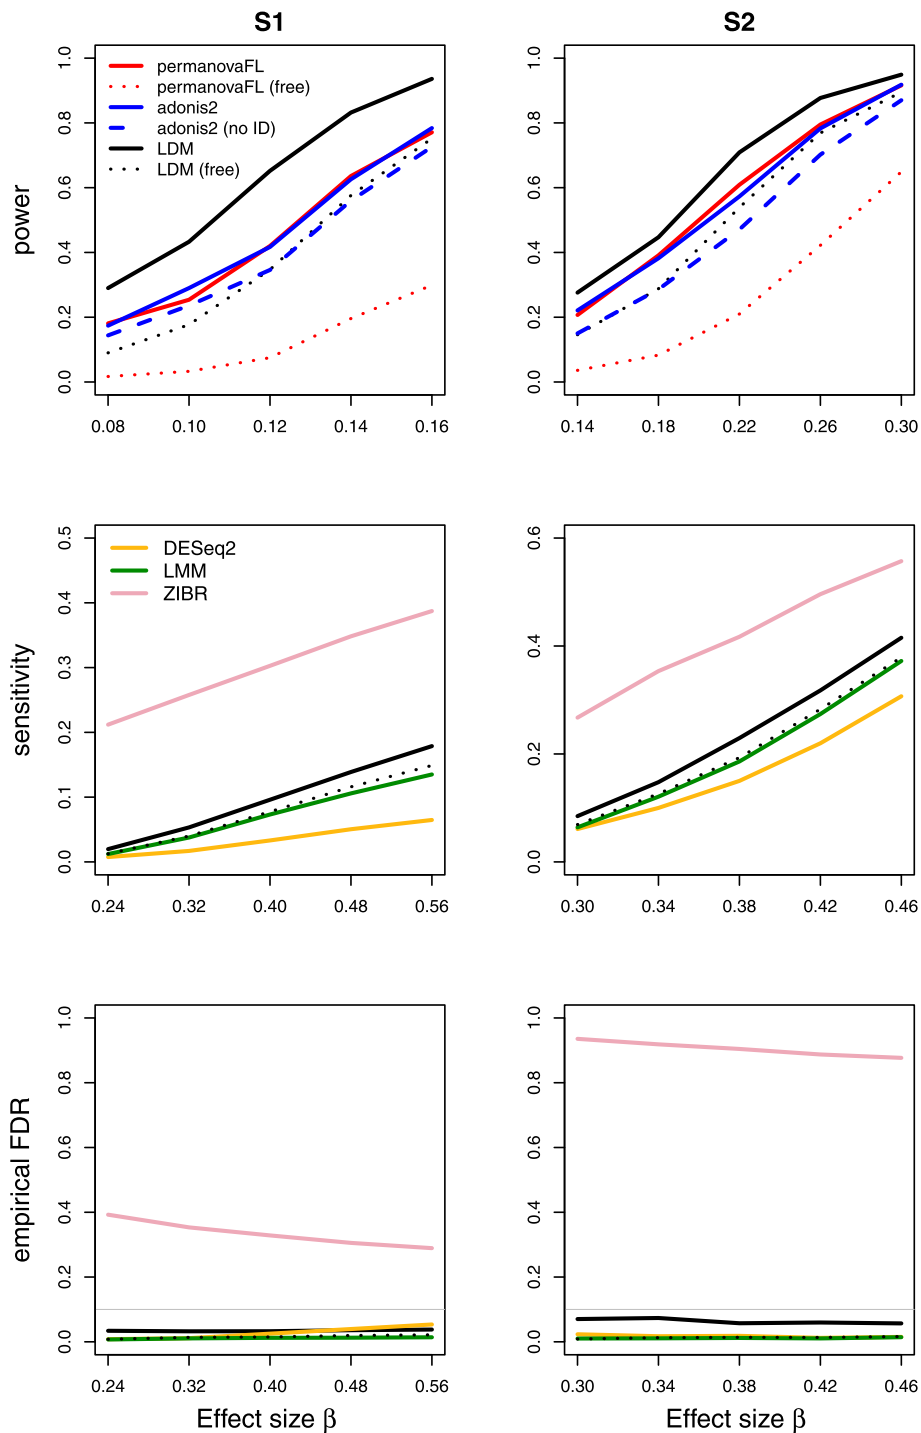 S1
S2
permanovaFL
permanovaFL (free)
adonis2
adonis2 (no ID)
LDM
LDM (free)
power
0.0 0.2 0.4 0.6 0.8 1.0
0.08 0.10 0.12 0.14 0.16
0.0 0.2 0.4 0.6 0.8 1.0
0.14 0.18 0.22 0.26 0.30
DESeq2
LMM
ZIBR
sensitivity
0.0 0.1 0.2 0.3 0.4 0.5
0.24 0.32 0.40 0.48 0.56
0.0 0.2 0.4 0.6
0.30 0.34 0.38 0.42 0.46
empirical FDR
0.0 0.2 0.4 0.6 0.8 1.0
0.24 0.32 0.40 0.48 0.56
Effect size β
0.0 0.2 0.4 0.6 0.8 1.0
0.30 0.34 0.38 0.42 0.46
Effect size β